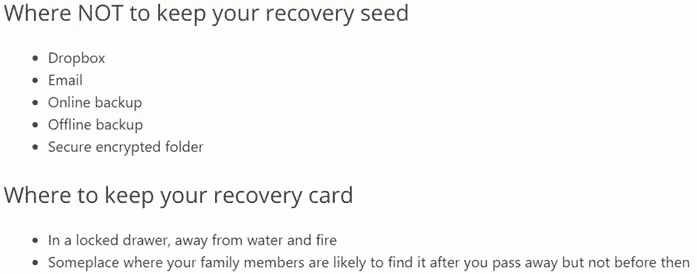 Where NOT to keep your recovery seed
• Dropbox
• Email
• Online backup
• Offline backup
• Secure encrypted folder
Where to keep your recovery card
• In a locked drawer, away from water and fire
• Someplace where your family members are likely to find it after you pass away but not before then